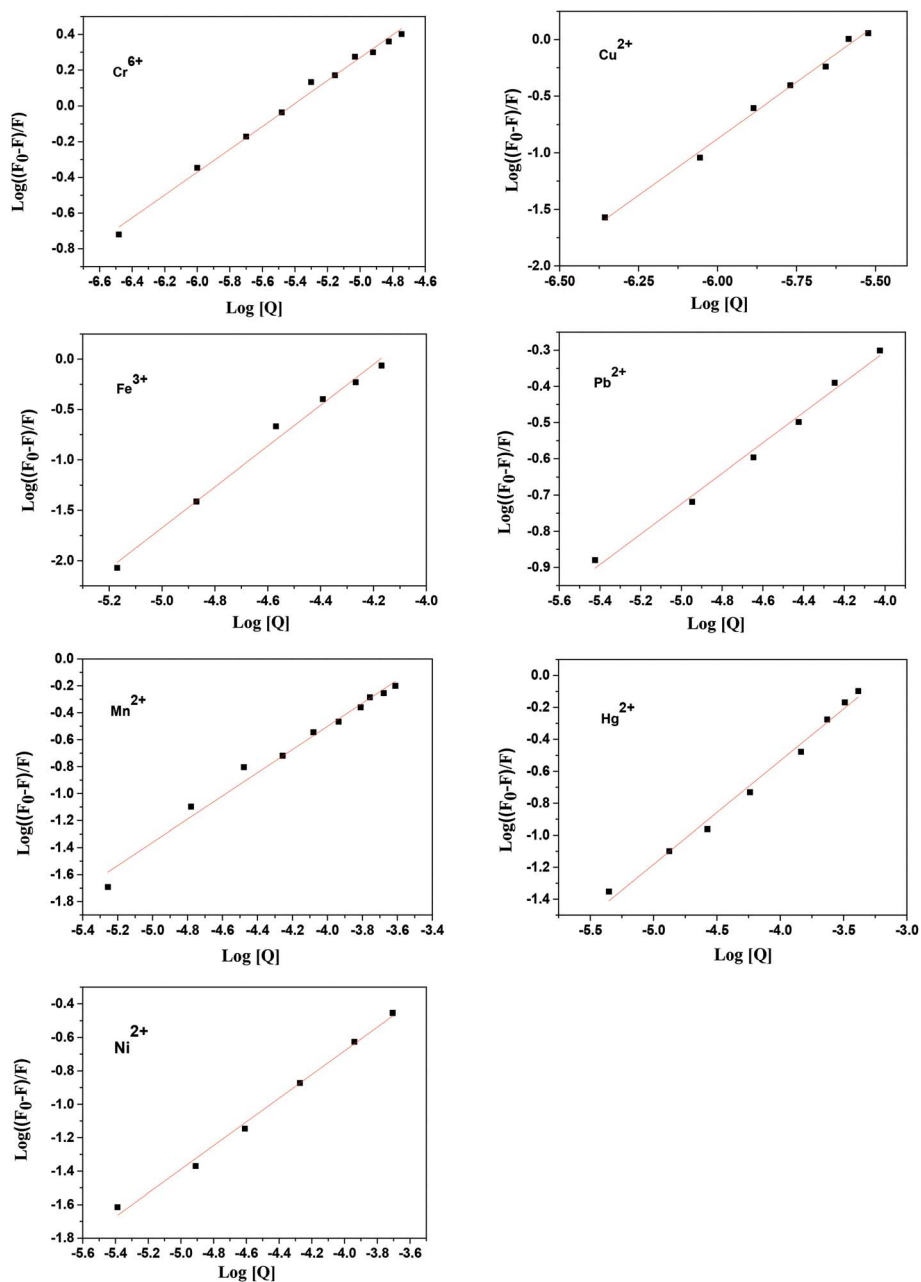 Cr6+
Log((F0-F)/F)
0.4
0.2
0.0
-0.2
-0.4
-0.6
-0.8
-6.6 -6.4 -6.2 -6.0 -5.8 -5.6 -5.4 -5.2 -5.0 -4.8 -4.6
Log [Q]
Cu2+
Log((F0-F)/F)
0.0
-0.5
-1.0
-1.5
-2.0
-6.50 -6.25 -6.00 -5.75 -5.50
Log [Q]
Fe3+
Log((F0-F)/F)
0.0
-0.5
-1.0
-1.5
-2.0
-5.2 -5.0 -4.8 -4.6 -4.4 -4.2 -4.0
Log [Q]
Pb2+
Log((F0-F)/F)
-0.3
-0.4
-0.5
-0.6
-0.7
-0.8
-0.9
-5.6 -5.4 -5.2 -5.0 -4.8 -4.6 -4.4 -4.2 -4.0
Log [Q]
Mn2+
Log((F0-F)/F)
0.0
-0.2
-0.4
-0.6
-0.8
-1.0
-1.2
-1.4
-1.6
-1.8
-5.4 -5.2 -5.0 -4.8 -4.6 -4.4 -4.2 -4.0 -3.8 -3.6 -3.4
Log [Q]
Hg2+
Log((F0-F)/F)
0.0
-0.2
-0.4
-0.6
-0.8
-1.0
-1.2
-1.4
-5.5 -5.0 -4.5 -4.0 -3.5 -3.0
Log [Q]
Ni2+
Log((F0-F)/F)
-0.4
-0.6
-0.8
-1.0
-1.2
-1.4
-1.6
-1.8
-5.6 -5.4 -5.2 -5.0 -4.8 -4.6 -4.4 -4.2 -4.0 -3.8 -3.6
Log [Q]